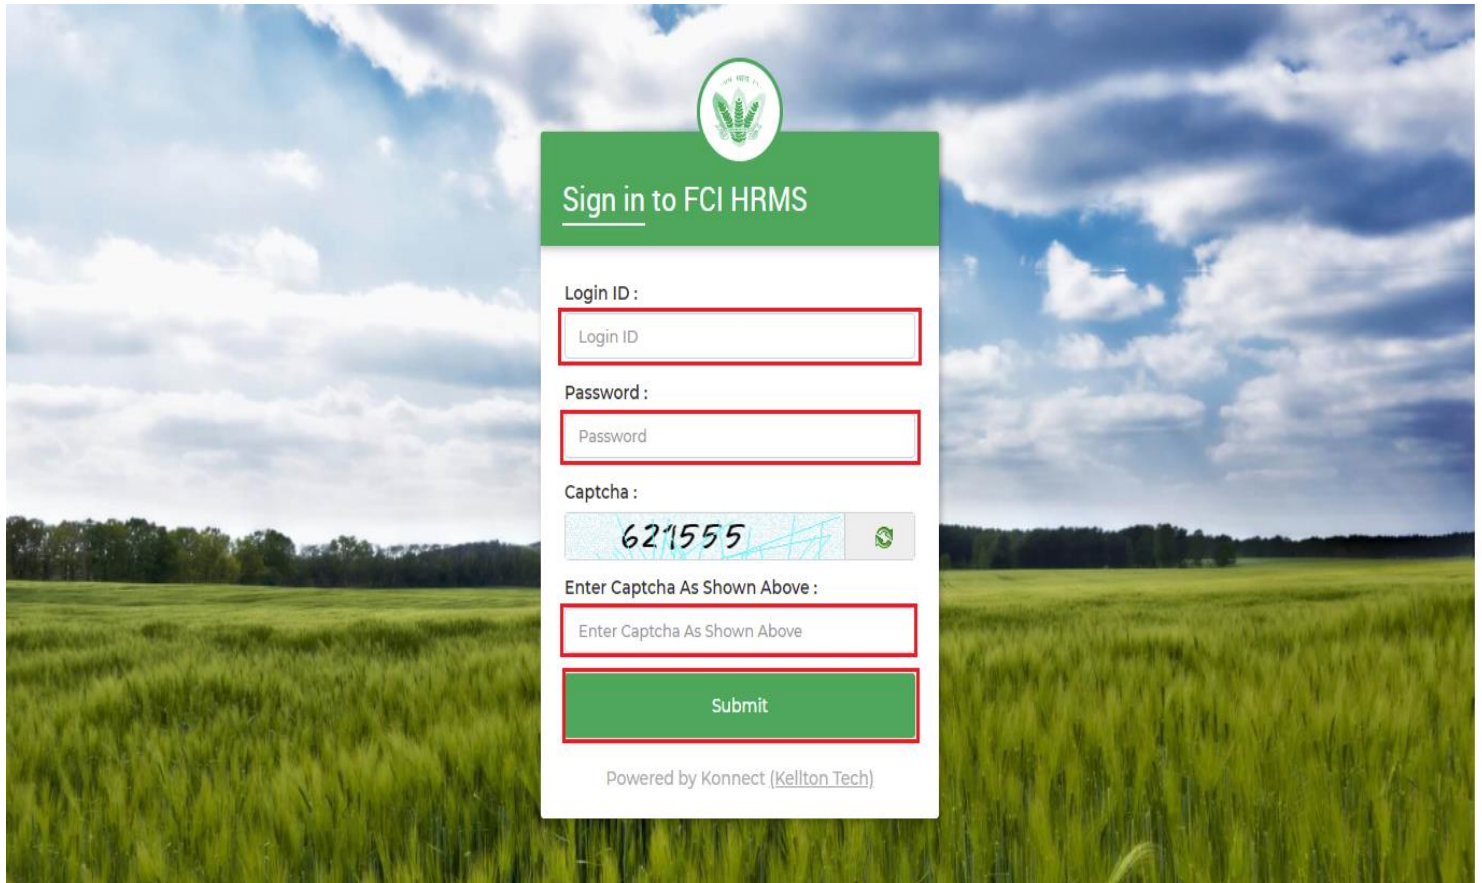 Sign in to FCI HRMS
Login ID :
Login ID
Password :
Password
Captcha :
621555
Enter Captcha As Shown Above :
Enter Captcha As Shown Above
Submit
Powered by Konnect (Kellton Tech)